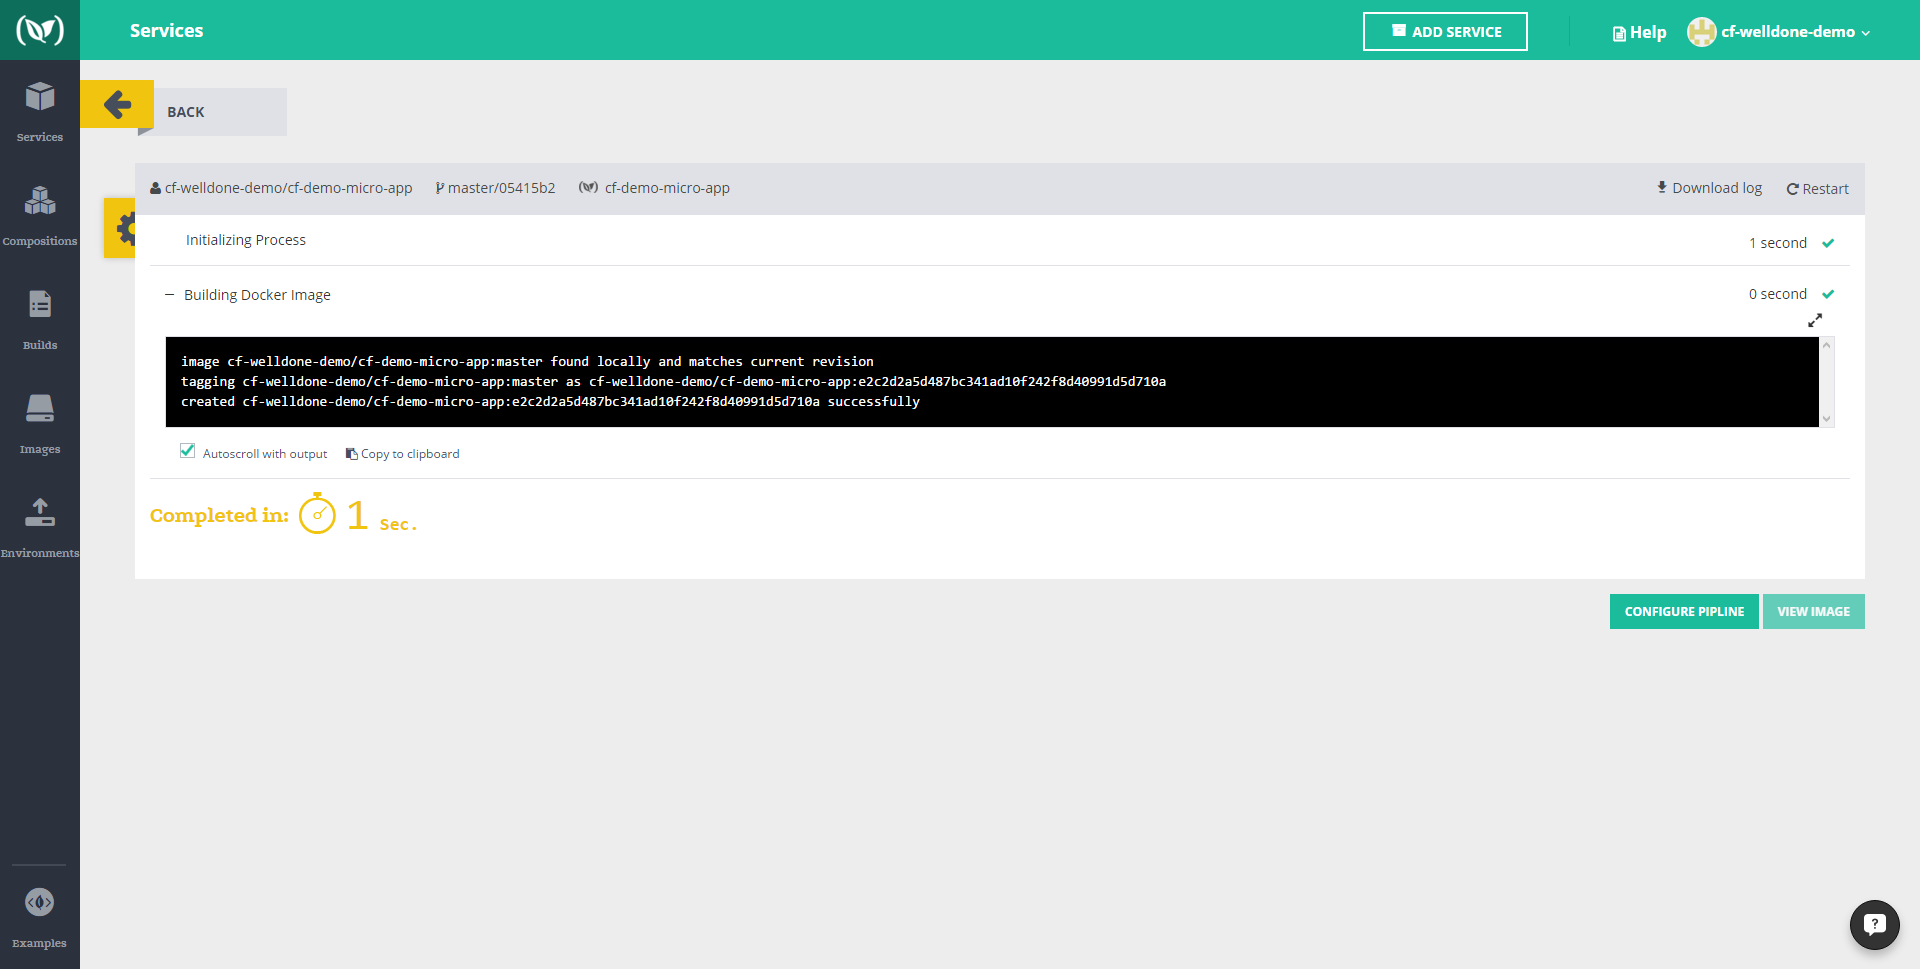 Services
ADD SERVICE
Help
cf-welldone-demo
Services
Compositions
Builds
Images
Environments
Examples
BACK
cf-welldone-demo/cf-demo-micro-app master/05415b2 cf-demo-micro-app Download log Restart
Initializing Process 1 second
Building Docker Image 0 second
image cf-welldone-demo/cf-demo-micro-app:master found locally and matches current revision
tagging cf-welldone-demo/cf-demo-micro-app:master as cf-welldone-demo/cf-demo-micro-app:e2c2d2a5d487bc341ad10f242f8d40991d5d710a
created cf-welldone-demo/cf-demo-micro-app:e2c2d2a5d487bc341ad10f242f8d40991d5d710a successfully
Autoscroll with output Copy to clipboard
Completed in: 1 Sec.
CONFIGURE PIPLINE VIEW IMAGE